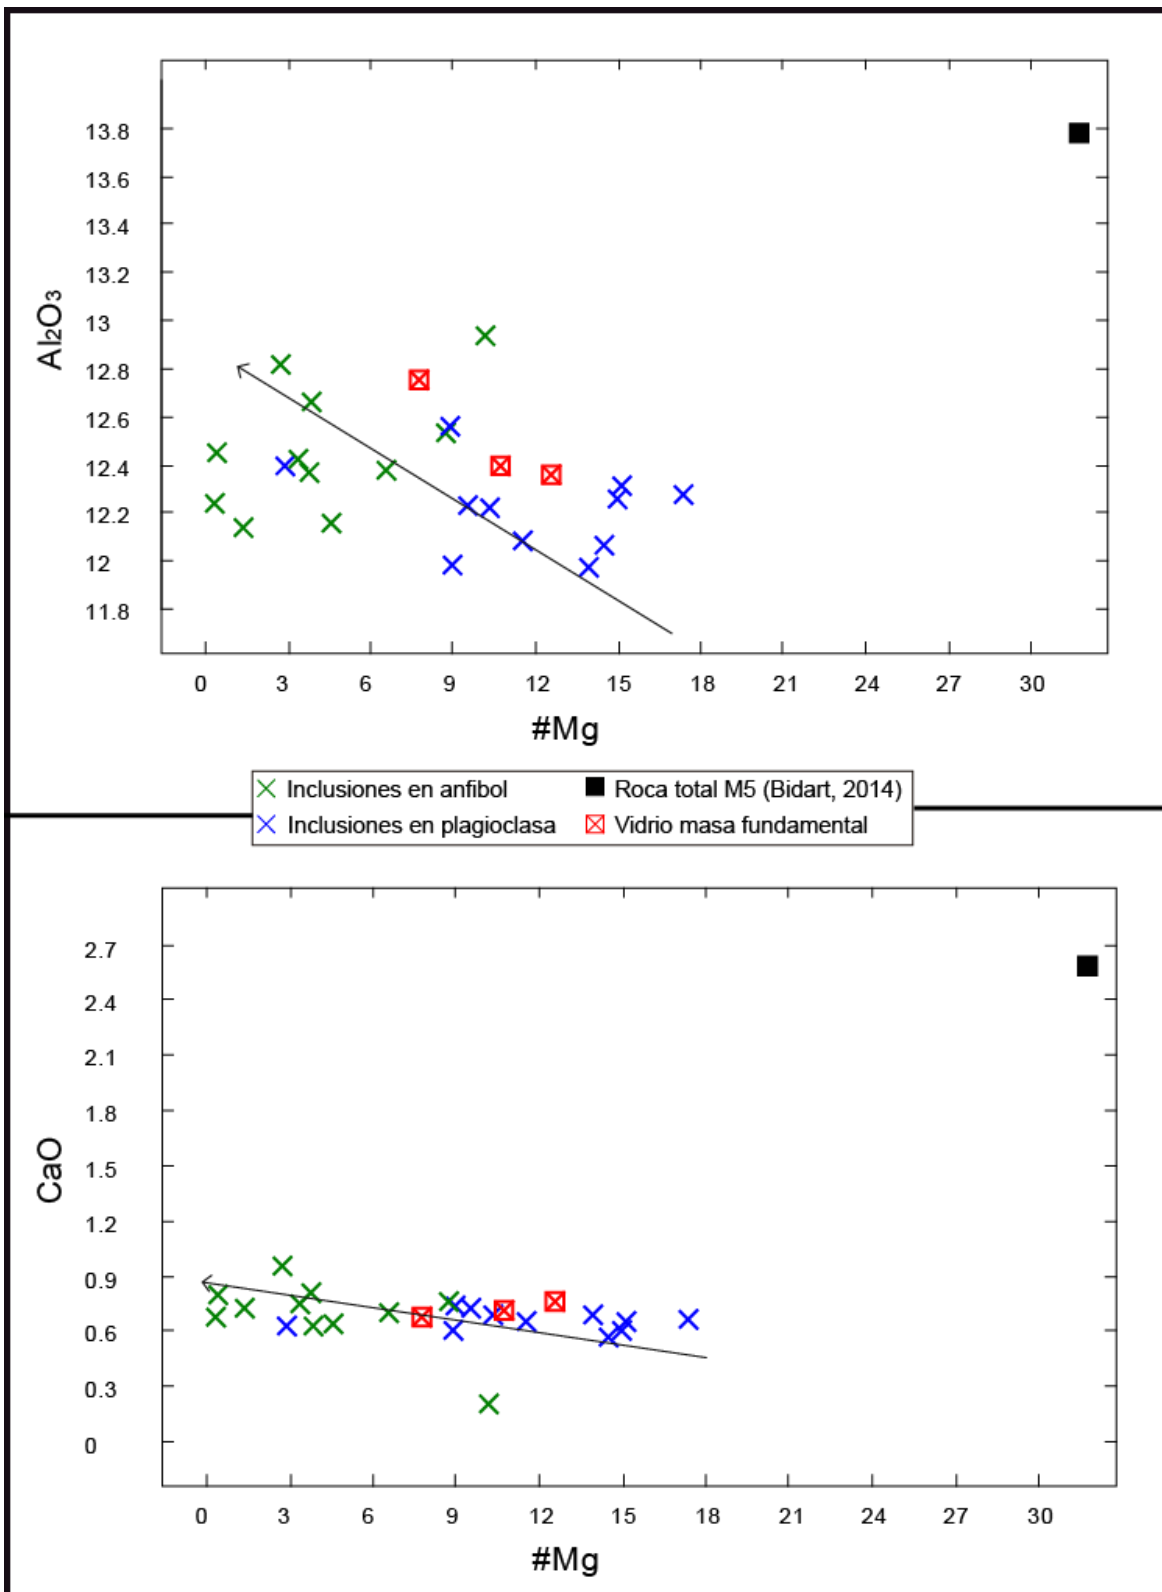 Al₂O₃
13.8
13.6
13.4
13.2
13
12.8
12.6
12.4
12.2
12
11.8
0 3 6 9 12 15 18 21 24 27 30
#Mg
Inclusiones en anfibol
Roca total M5 (Bidart, 2014)
Inclusiones en plagioclasa
Vidrio masa fundamental
CaO
2.7
2.4
2.1
1.8
1.5
1.2
0.9
0.6
0.3
0
0 3 6 9 12 15 18 21 24 27 30
#Mg